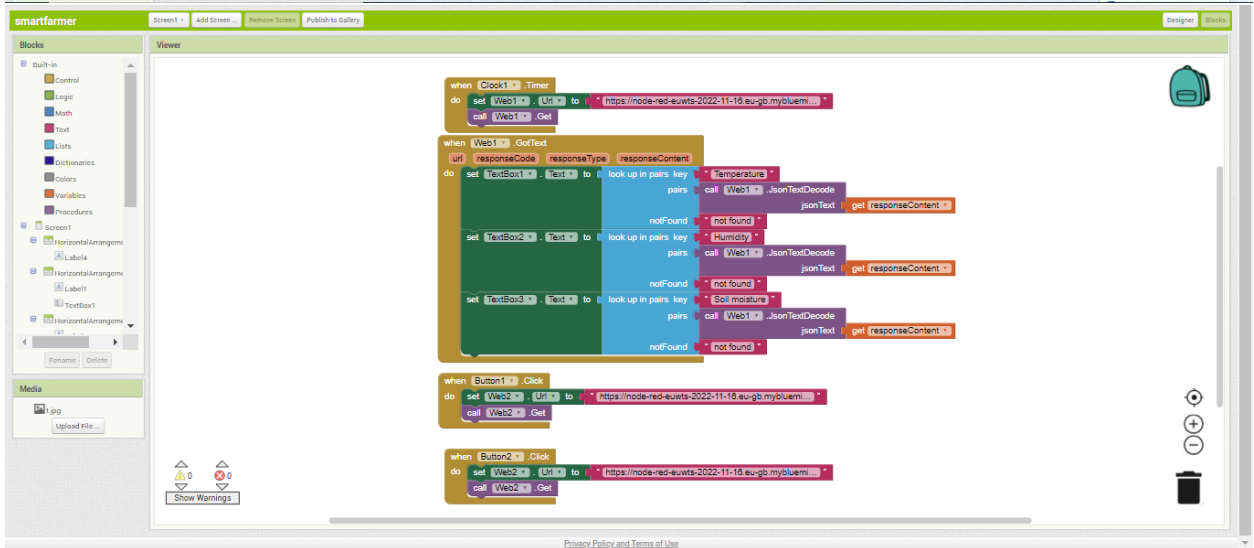 smartfarmer
Screen1 Add Screen ... Remove Screen Publish to Gallery Designer Blocks
Blocks
Built-in
Control
Logic
Math
Text
Lists
Dictionaries
Colors
Variables
Procedures
Screen1
HorizontalArrangeme
Label4
HorizontalArrangeme
Label1
TextBox1
HorizontalArrangeme
Rename Delete
Media
t.jpg
Upload File ...
Viewer
when Clock1 .Timer
do set Web1 . Url to " https://node-red-euwts-2022-11-16.eu-gb.mybluemi... "
call Web1 .Get
when Web1 .GotText
url responseCode responseType responseContent
do set TextBox1 . Text to look up in pairs key " Temperature "
pairs call Web1 .JsonTextDecode
jsonText get responseContent
notFound " not found "
set TextBox2 . Text to look up in pairs key " Humidity "
pairs call Web1 .JsonTextDecode
jsonText get responseContent
notFound " not found "
set TextBox3 . Text to look up in pairs key " Soil moisture "
pairs call Web1 .JsonTextDecode
jsonText get responseContent
notFound " not found "
when Button1 .Click
do set Web2 . Url to " https://node-red-euwts-2022-11-16.eu-gb.mybluemi... "
call Web2 .Get
when Button2 .Click
do set Web2 . Url to " https://node-red-euwts-2022-11-16.eu-gb.mybluemi... "
call Web2 .Get
0 0
Show Warnings
Privacy Policy and Terms of Use